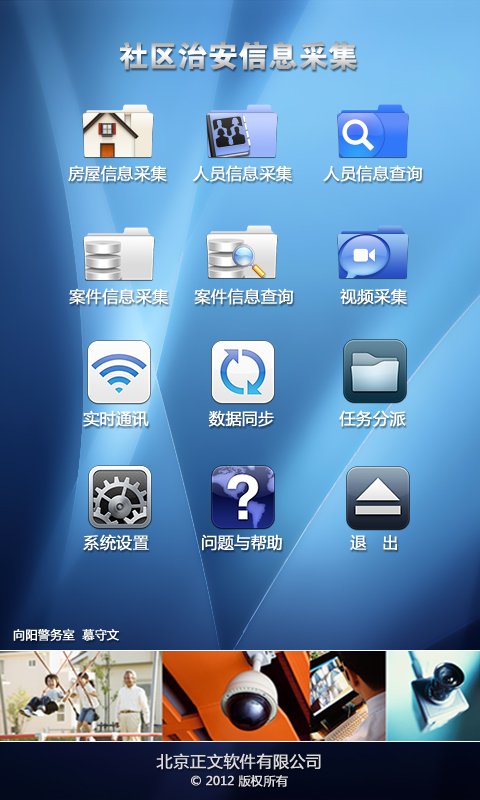 社区治安信息采集
房屋信息采集 人员信息采集 人员信息查询
案件信息采集 案件信息查询 视频采集
实时通讯 数据同步 任务分派
系统设置 问题与帮助 退 出
向阳警务室 慕守文
北京正文软件有限公司
© 2012 版权所有